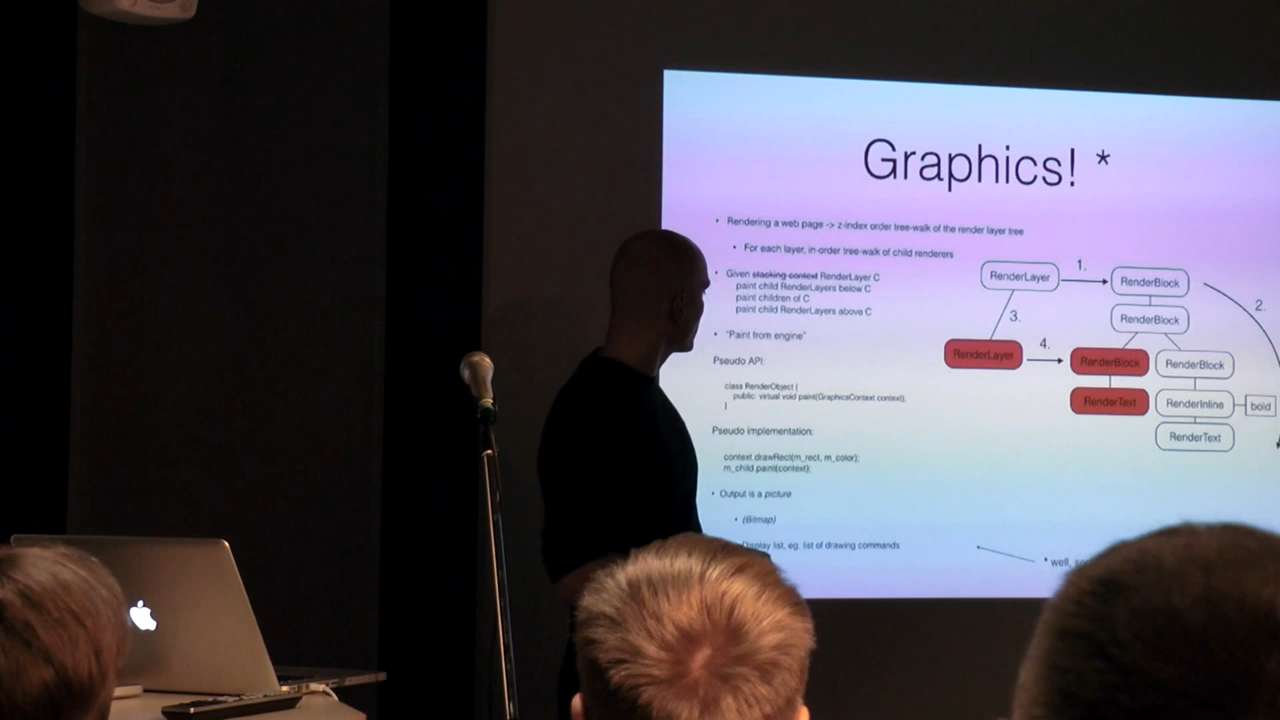 Graphics! *
Rendering a web page -> z-index order tree-walk of the render layer tree
For each layer, in-order tree-walk of child renderers
Given stacking context RenderLayer C
paint child RenderLayers below C
paint children of C
paint child RenderLayers above C
"Paint from engine"
Pseudo API:
class RenderObject {
public: virtual void paint(GraphicsContext context);
}
Pseudo implementation:
context.drawRect(m_rect, m_color);
m_child.paint(context);
Output is a picture
(Bitmap)
Display list, eg. list of drawing commands
* well,
RenderLayer
1.
RenderBlock
2.
RenderBlock
3.
RenderLayer
4.
RenderBlock
RenderBlock
RenderText
RenderInline
bold
RenderText